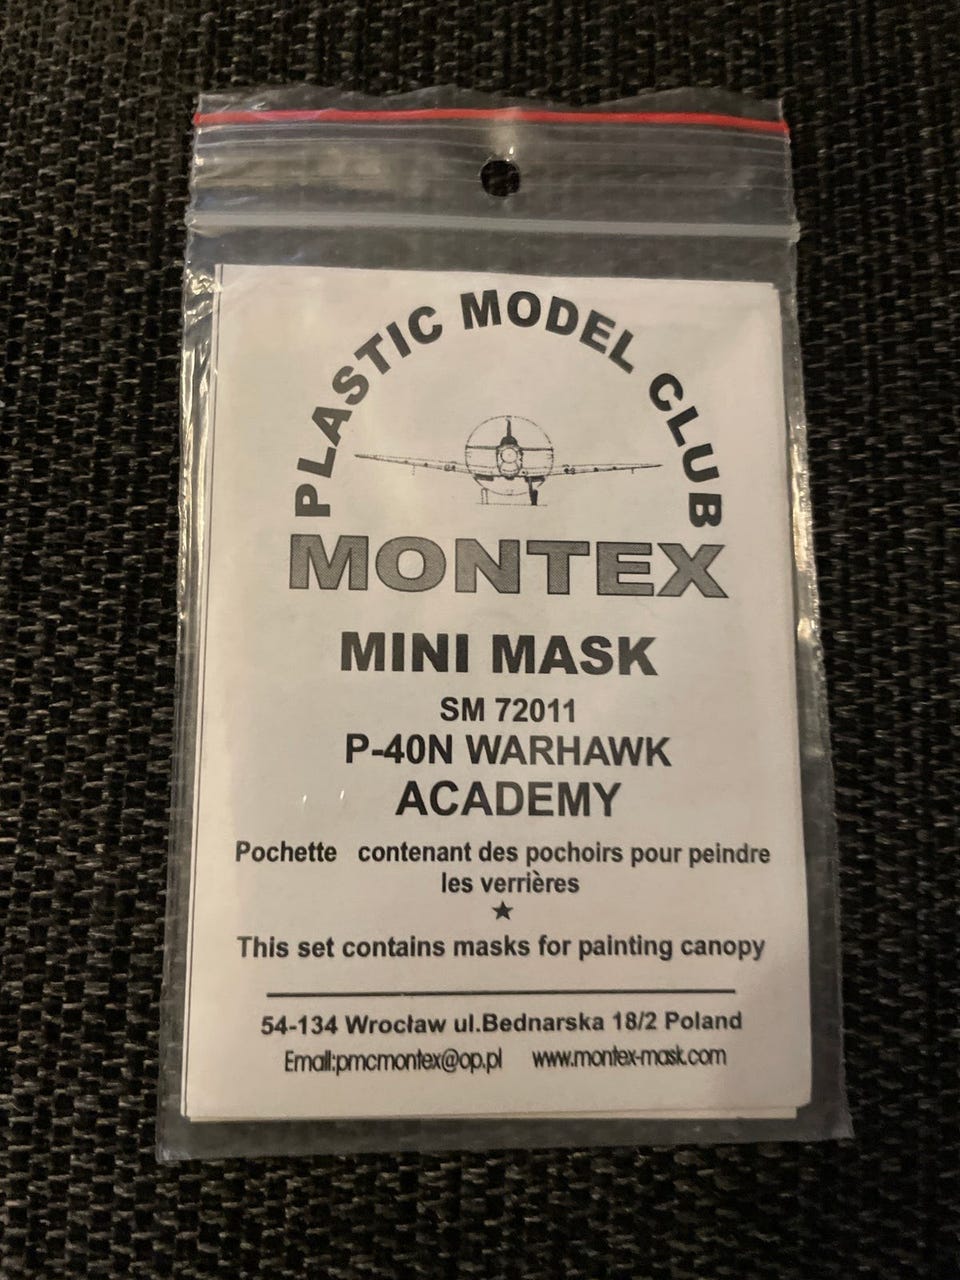 PLASTIC MODEL CLUB
MONTEX
MINI MASK
SM 72011
P-40N WARHAWK
ACADEMY
Pochette contenant des pochoirs pour peindre
les verrières
★
This set contains masks for painting canopy
54-134 Wrocław ul.Bednarska 18/2 Poland
Email:pmcmontex@op.pl www.montex-mask.com